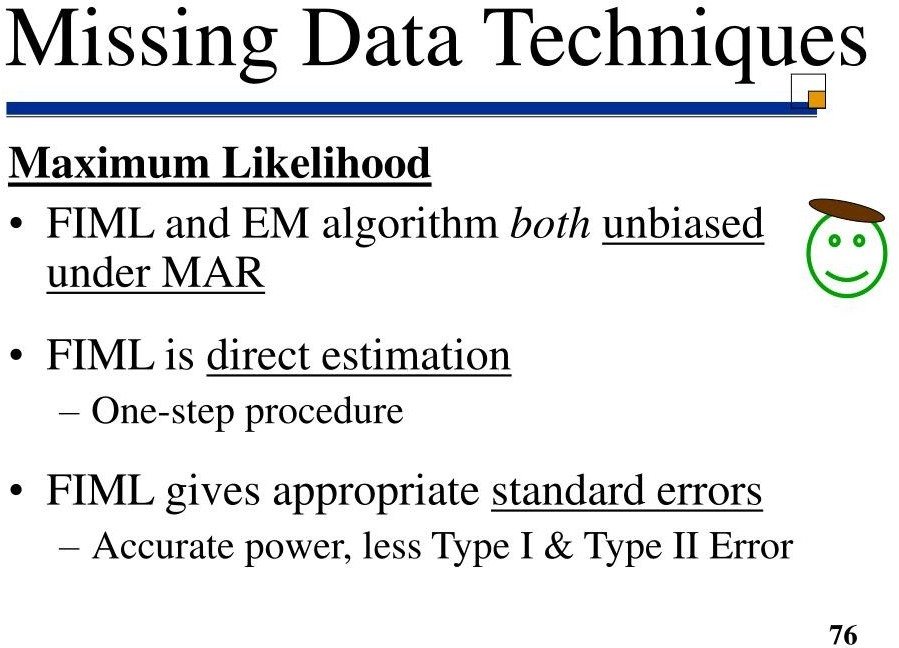 Missing Data Techniques
Maximum Likelihood
• FIML and EM algorithm both unbiased
under MAR
• FIML is direct estimation
– One-step procedure
• FIML gives appropriate standard errors
– Accurate power, less Type I & Type II Error
76